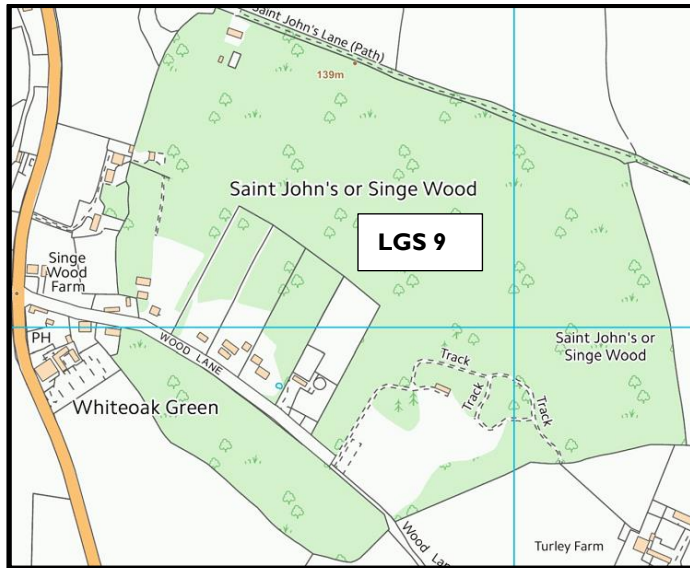 Saint John's Lane (Path)
139m
Saint John's or Singe Wood
LGS 9
Singe
Wood
Farm
PH
WOOD LANE
Saint John's or
Singe Wood
Track
Track
Track
Whiteoak Green
Wood
Turley Farm